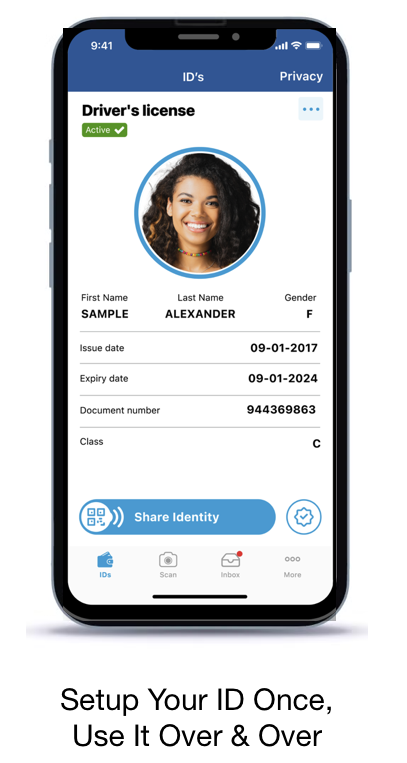 9:41
ID's Privacy
Driver's license
Active
First Name Last Name Gender
SAMPLE ALEXANDER F
Issue date 09-01-2017
Expiry date 09-01-2024
Document number 944369863
Class C
Share Identity
IDs Scan Inbox More
Setup Your ID Once,
Use It Over & Over